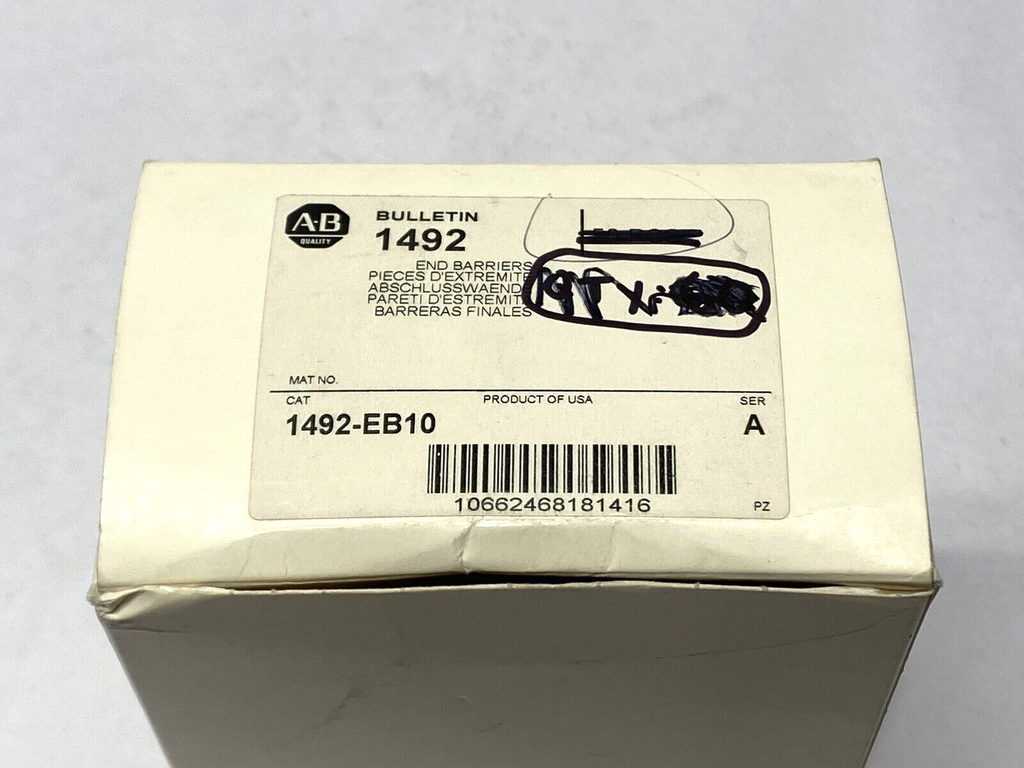 A-B
QUALITY
BULLETIN
1492
END BARRIERS
PIECES D'EXTREMITE
ABSCHLUSSWAENDE
PARETI D'ESTREMITA
BARRERAS FINALES
MAT NO.
CAT PRODUCT OF USA SER
1492-EB10 A
10662468181416
PZ